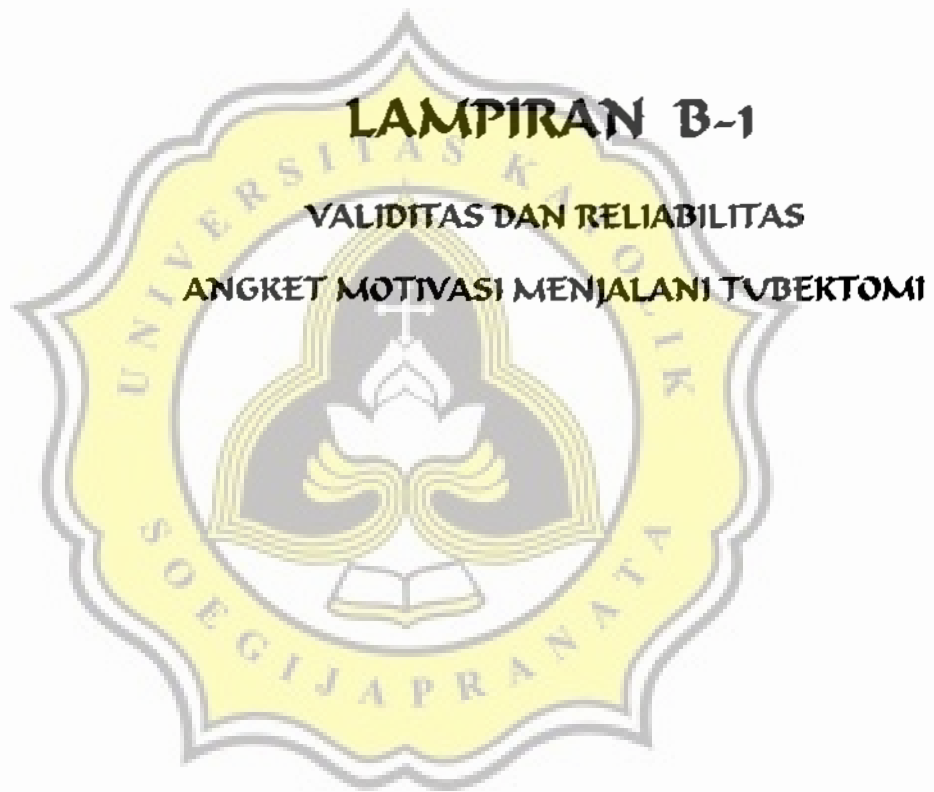 LAMPIRAN B-1
VALIDITAS DAN RELIABILITAS
ANGKET MOTIVASI MENJALANI TUBEKTOMI
UNIVERSITAS KATOLIK
SOEGIJAPRANATA